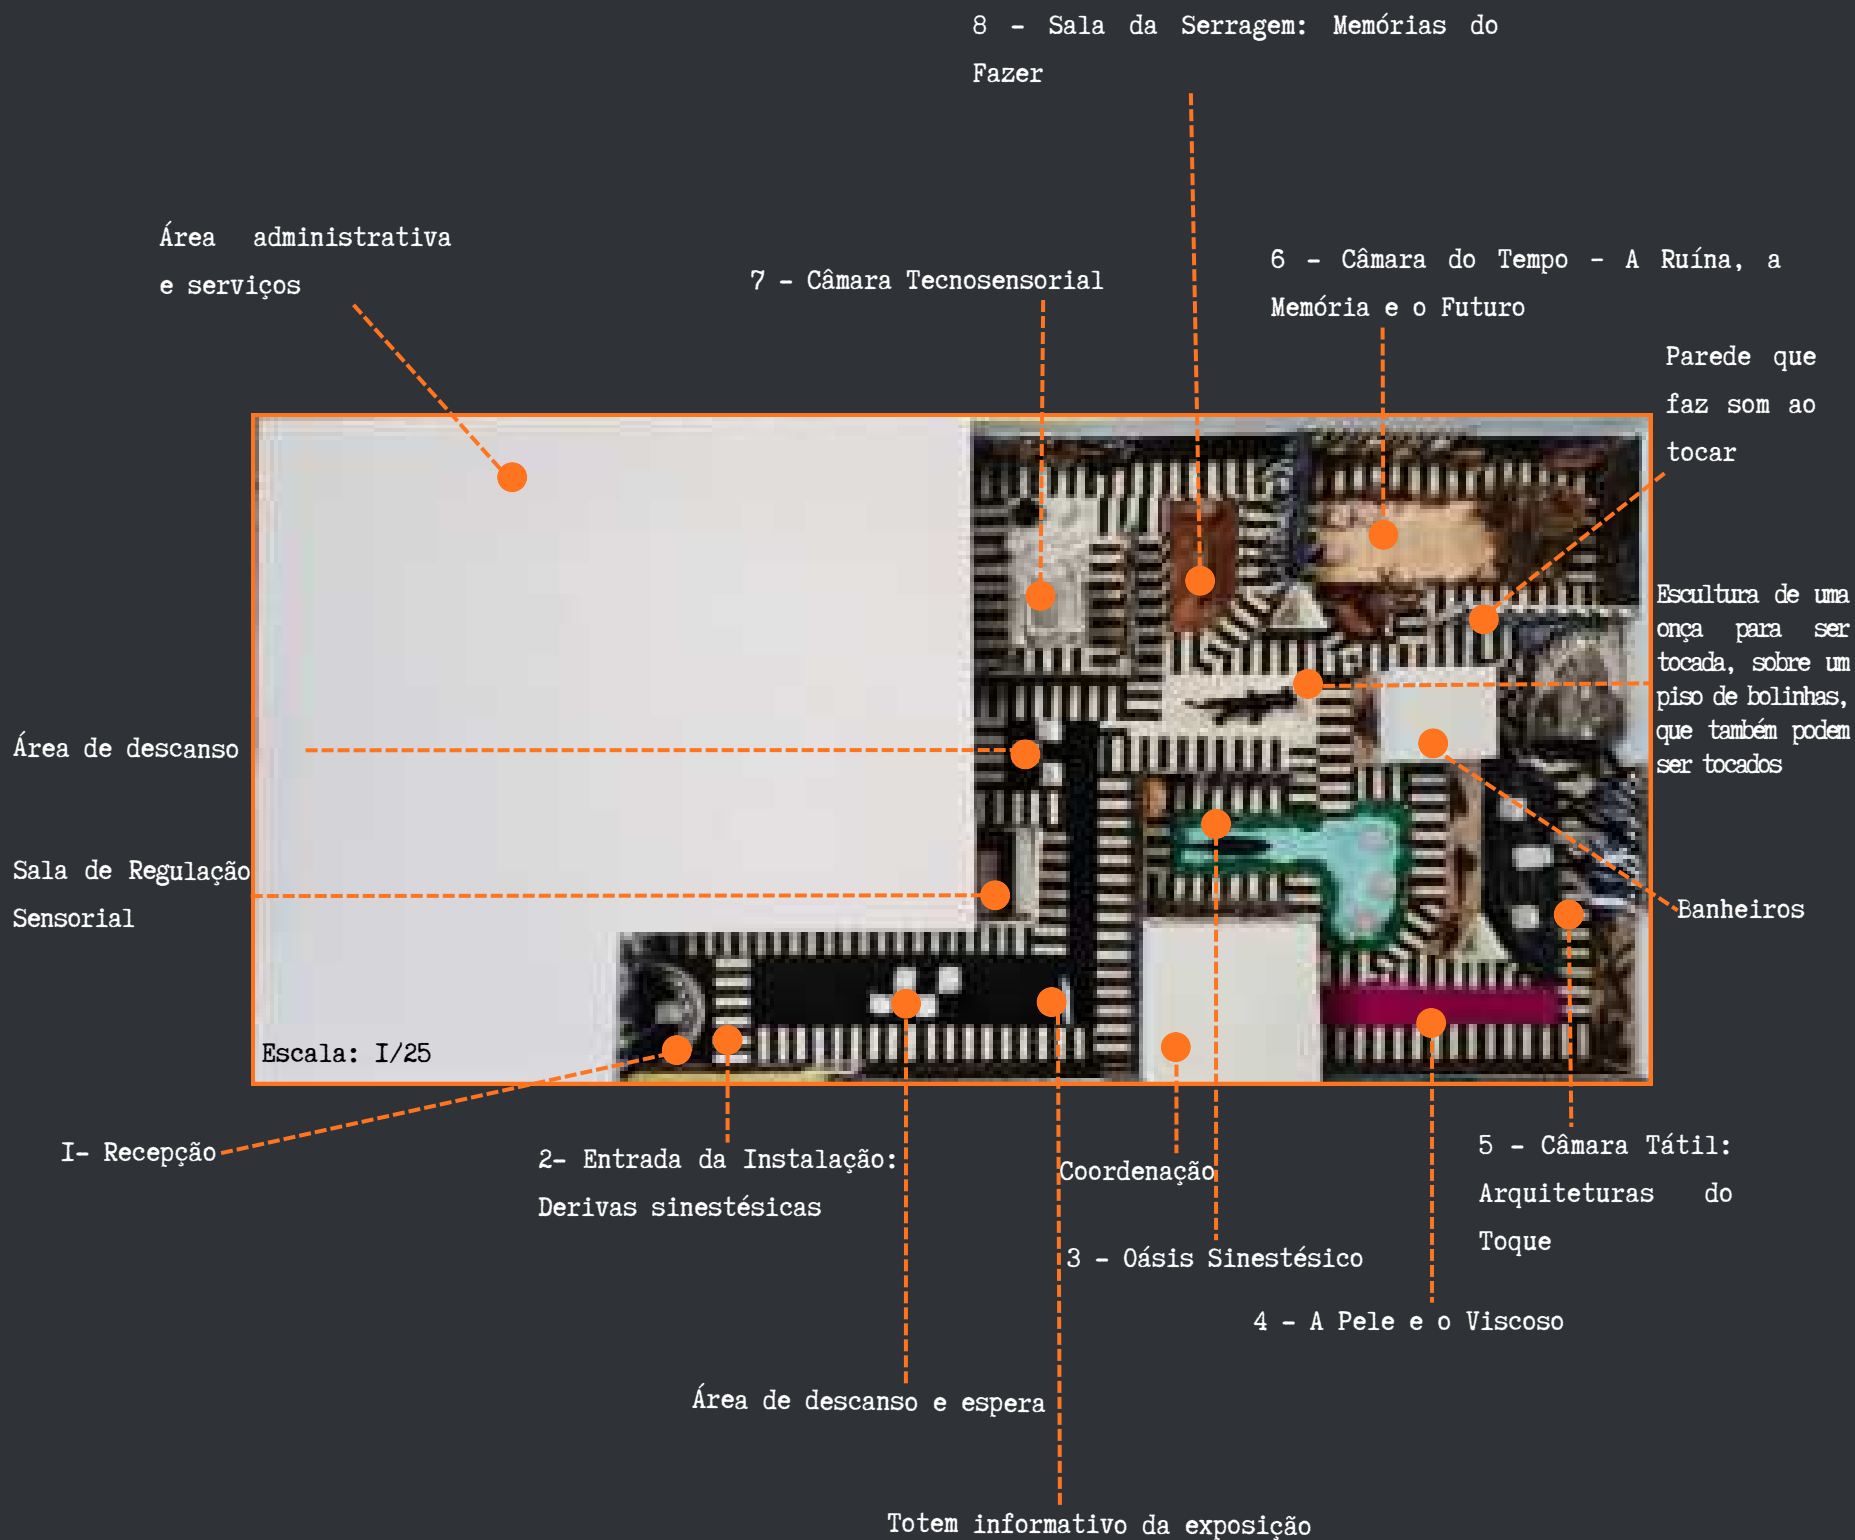 8 - Sala da Serragem: Memórias do
Fazer
Área administrativa
e serviços
7 - Câmara Tecnosensorial
6 - Câmara do Tempo - A Ruína, a
Memória e o Futuro
Parede que
faz som ao
tocar
Escultura de uma
onça para ser
tocada, sobre um
piso de bolinhas,
que também podem
ser tocados
Área de descanso
Sala de Regulação
Sensorial
Banheiros
Escala: I/25
I- Recepção
2- Entrada da Instalação:
Derivas sinestésicas
Coordenação
5 - Câmara Tátil:
Arquiteturas do
Toque
3 - Oásis Sinestésico
4 - A Pele e o Viscoso
Área de descanso e espera
Totem informativo da exposição